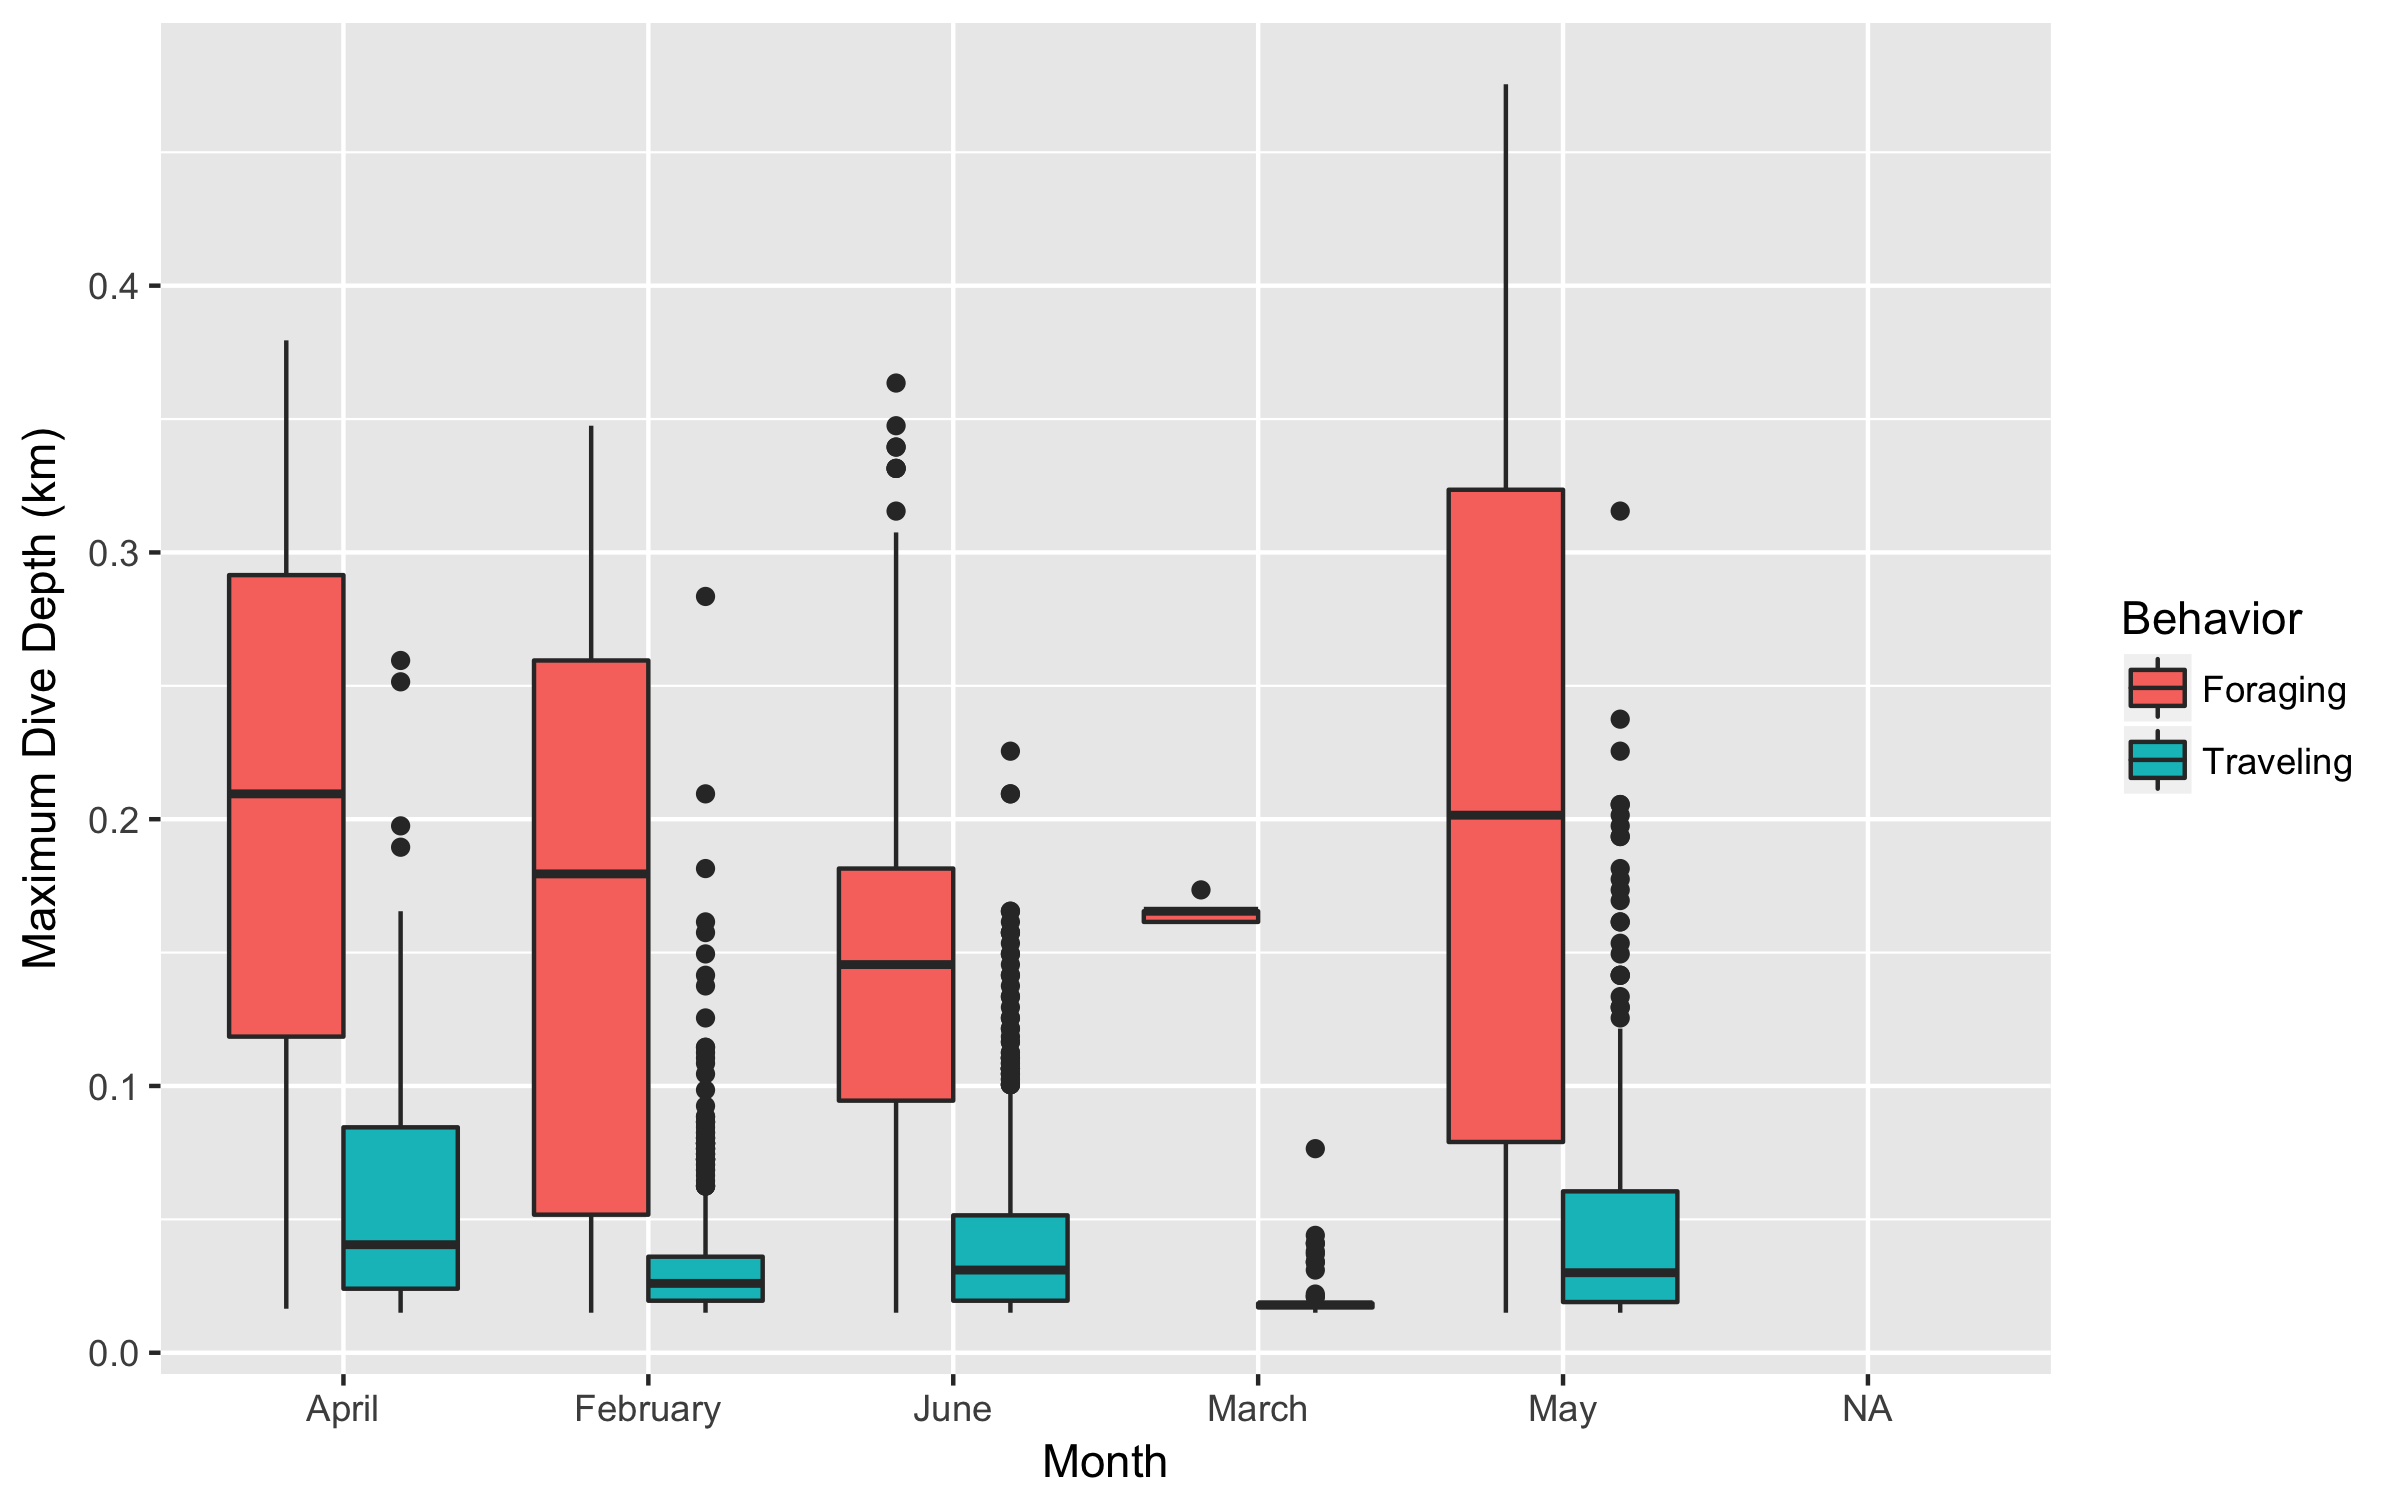 Maximum Dive Depth (km)
0.4
0.3
0.2
0.1
0.0
April February June March May NA
Month
Behavior
Foraging
Traveling